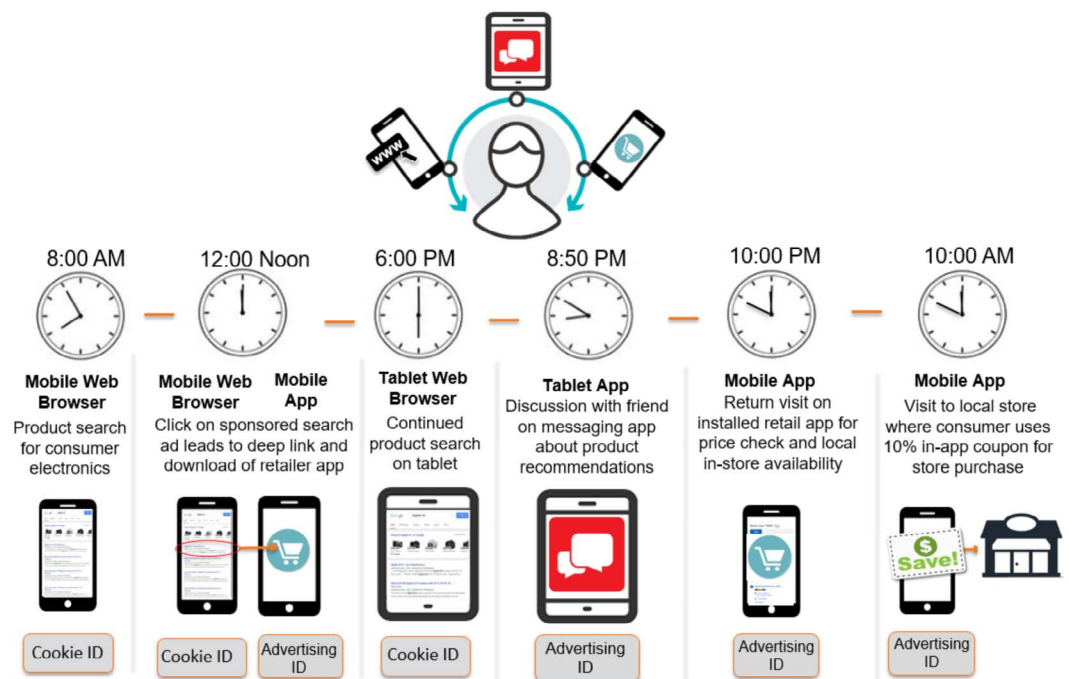 www
8:00 AM
12:00 Noon
6:00 PM
8:50 PM
10:00 PM
10:00 AM
Mobile Web
Browser
Product search
for consumer
electronics
Mobile Web
Browser
Mobile
App
Click on sponsored search
ad leads to deep link and
download of retailer app
Tablet Web
Browser
Continued
product search
on tablet
Tablet App
Discussion with friend
on messaging app
about product
recommendations
Mobile App
Return visit on
installed retail app for
price check and local
in-store availability
Mobile App
Visit to local store
where consumer uses
10% in-app coupon for
store purchase
$
Save!
Cookie ID
Cookie ID
Advertising
ID
Cookie ID
Advertising
ID
Advertising
ID
Advertising
ID